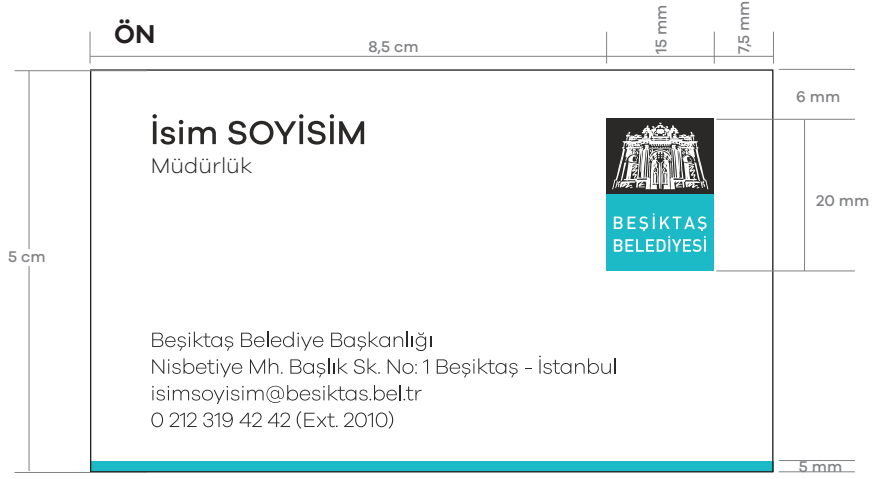 ÖN
8,5 cm
15 mm
7,5 mm
6 mm
İsim SOYİSİM
Müdürlük
20 mm
BEŞİKTAŞ
BELEDİYESİ
5 cm
Beşiktaş Belediye Başkanlığı
Nisbetiye Mh. Başlık Sk. No: 1 Beşiktaş - İstanbul
isimsoyisim@besiktas.bel.tr
0 212 319 42 42 (Ext. 2010)
5 mm